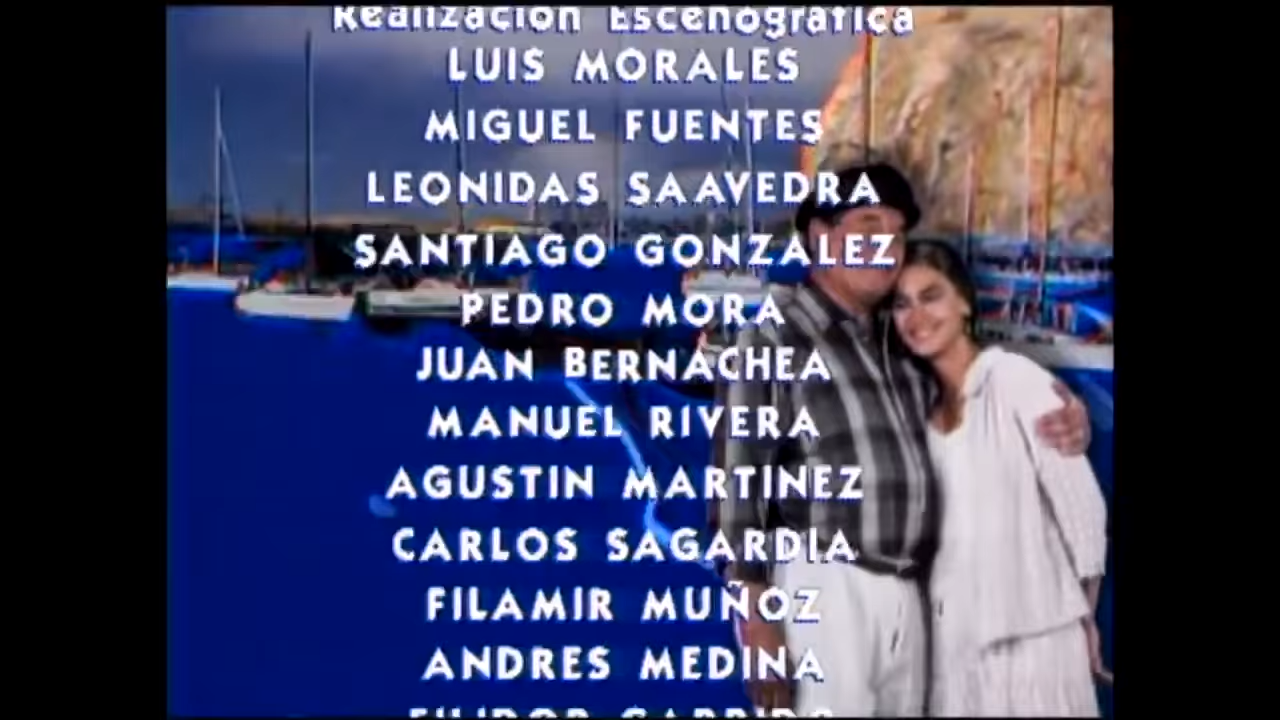 Realización Escenográfica
LUIS MORALES
MIGUEL FUENTES
LEONIDAS SAAVEDRA
SANTIAGO GONZALEZ
PEDRO MORA
JUAN BERNACHEA
MANUEL RIVERA
AGUSTIN MARTINEZ
CARLOS SAGARDIA
FILAMIR MUÑOZ
ANDRES MEDINA